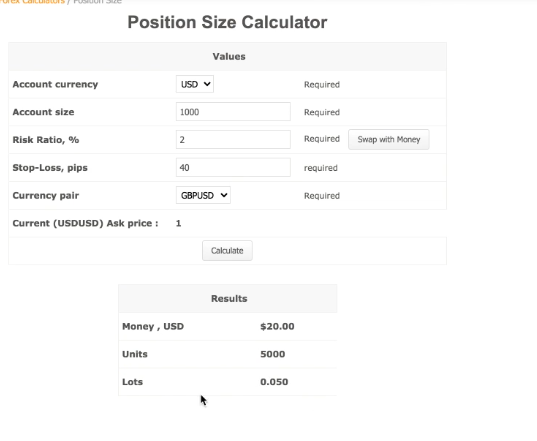 Forex Calculators / Position Size
Position Size Calculator
Values
Account currency USD Required
Account size 1000 Required
Risk Ratio, % 2 Required Swap with Money
Stop-Loss, pips 40 required
Currency pair GBPUSD Required
Current (USDUSD) Ask price : 1
Calculate
Results
Money , USD $20.00
Units 5000
Lots 0.050